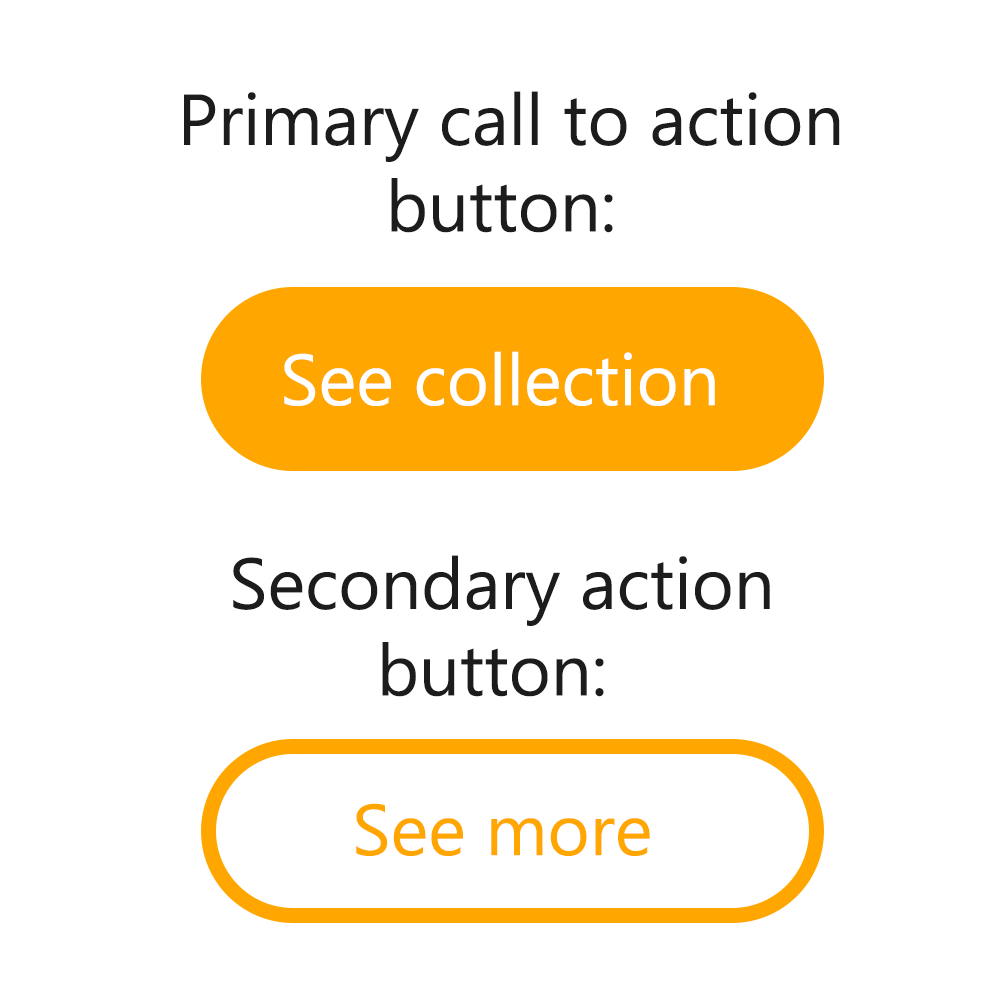 Primary call to action
button:
See collection
Secondary action
button:
See more